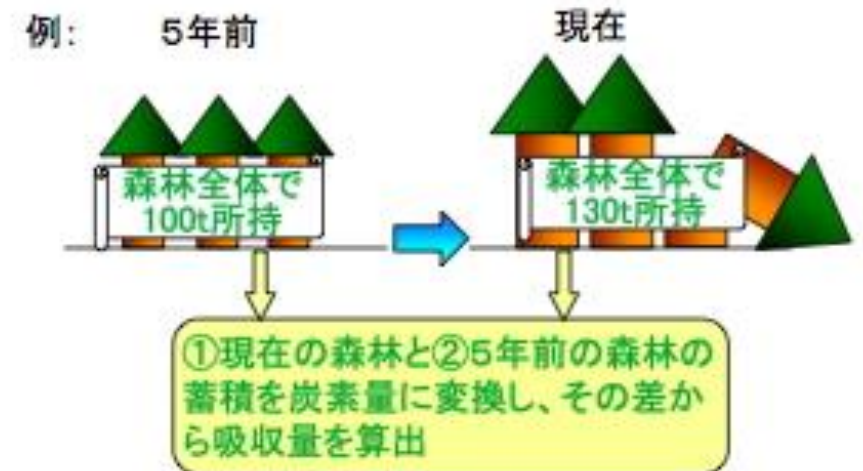 例: 5年前
現在
森林全体で
100t所持
森林全体で
130t所持
①現在の森林と②5年前の森林の
蓄積を炭素量に変換し、その差か
ら吸収量を算出